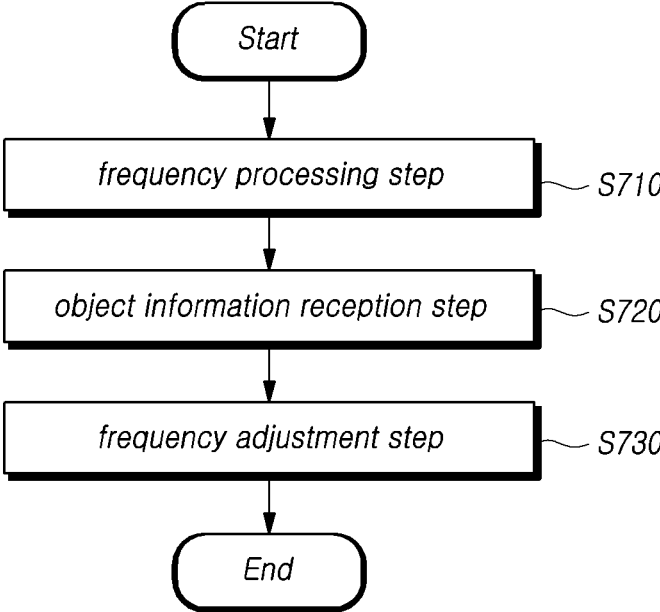 Start
frequency processing step
S710
object information reception step
S720
frequency adjustment step
S730
End